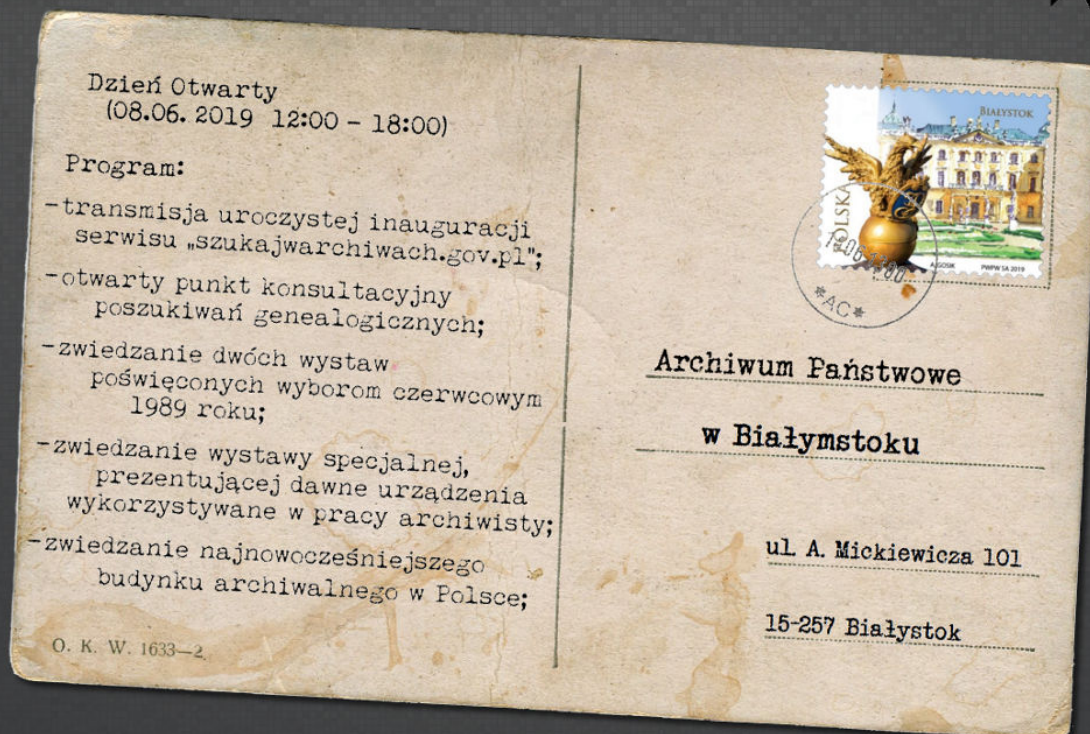 Dzień Otwarty
(08.06. 2019 12:00 - 18:00)
Program:
-transmisja uroczystej inauguracji
serwisu „szukajwarchiwach.gov.pl";
-otwarty punkt konsultacyjny
poszukiwań genealogicznych;
-zwiedzanie dwóch wystaw
poświęconych wyborom czerwcowym
1989 roku;
-zwiedzanie wystawy specjalnej,
prezentującej dawne urządzenia
wykorzystywane w pracy archiwisty;
-zwiedzanie najnowocześniejszego
budynku archiwalnego w Polsce;
O. K. W. 1633—2
BIAŁYSTOK
POLSKA
PWPW SA 2019
*AC*
Archiwum Państwowe
w Białymstoku
ul. A. Mickiewicza 101
15-257 Białystok